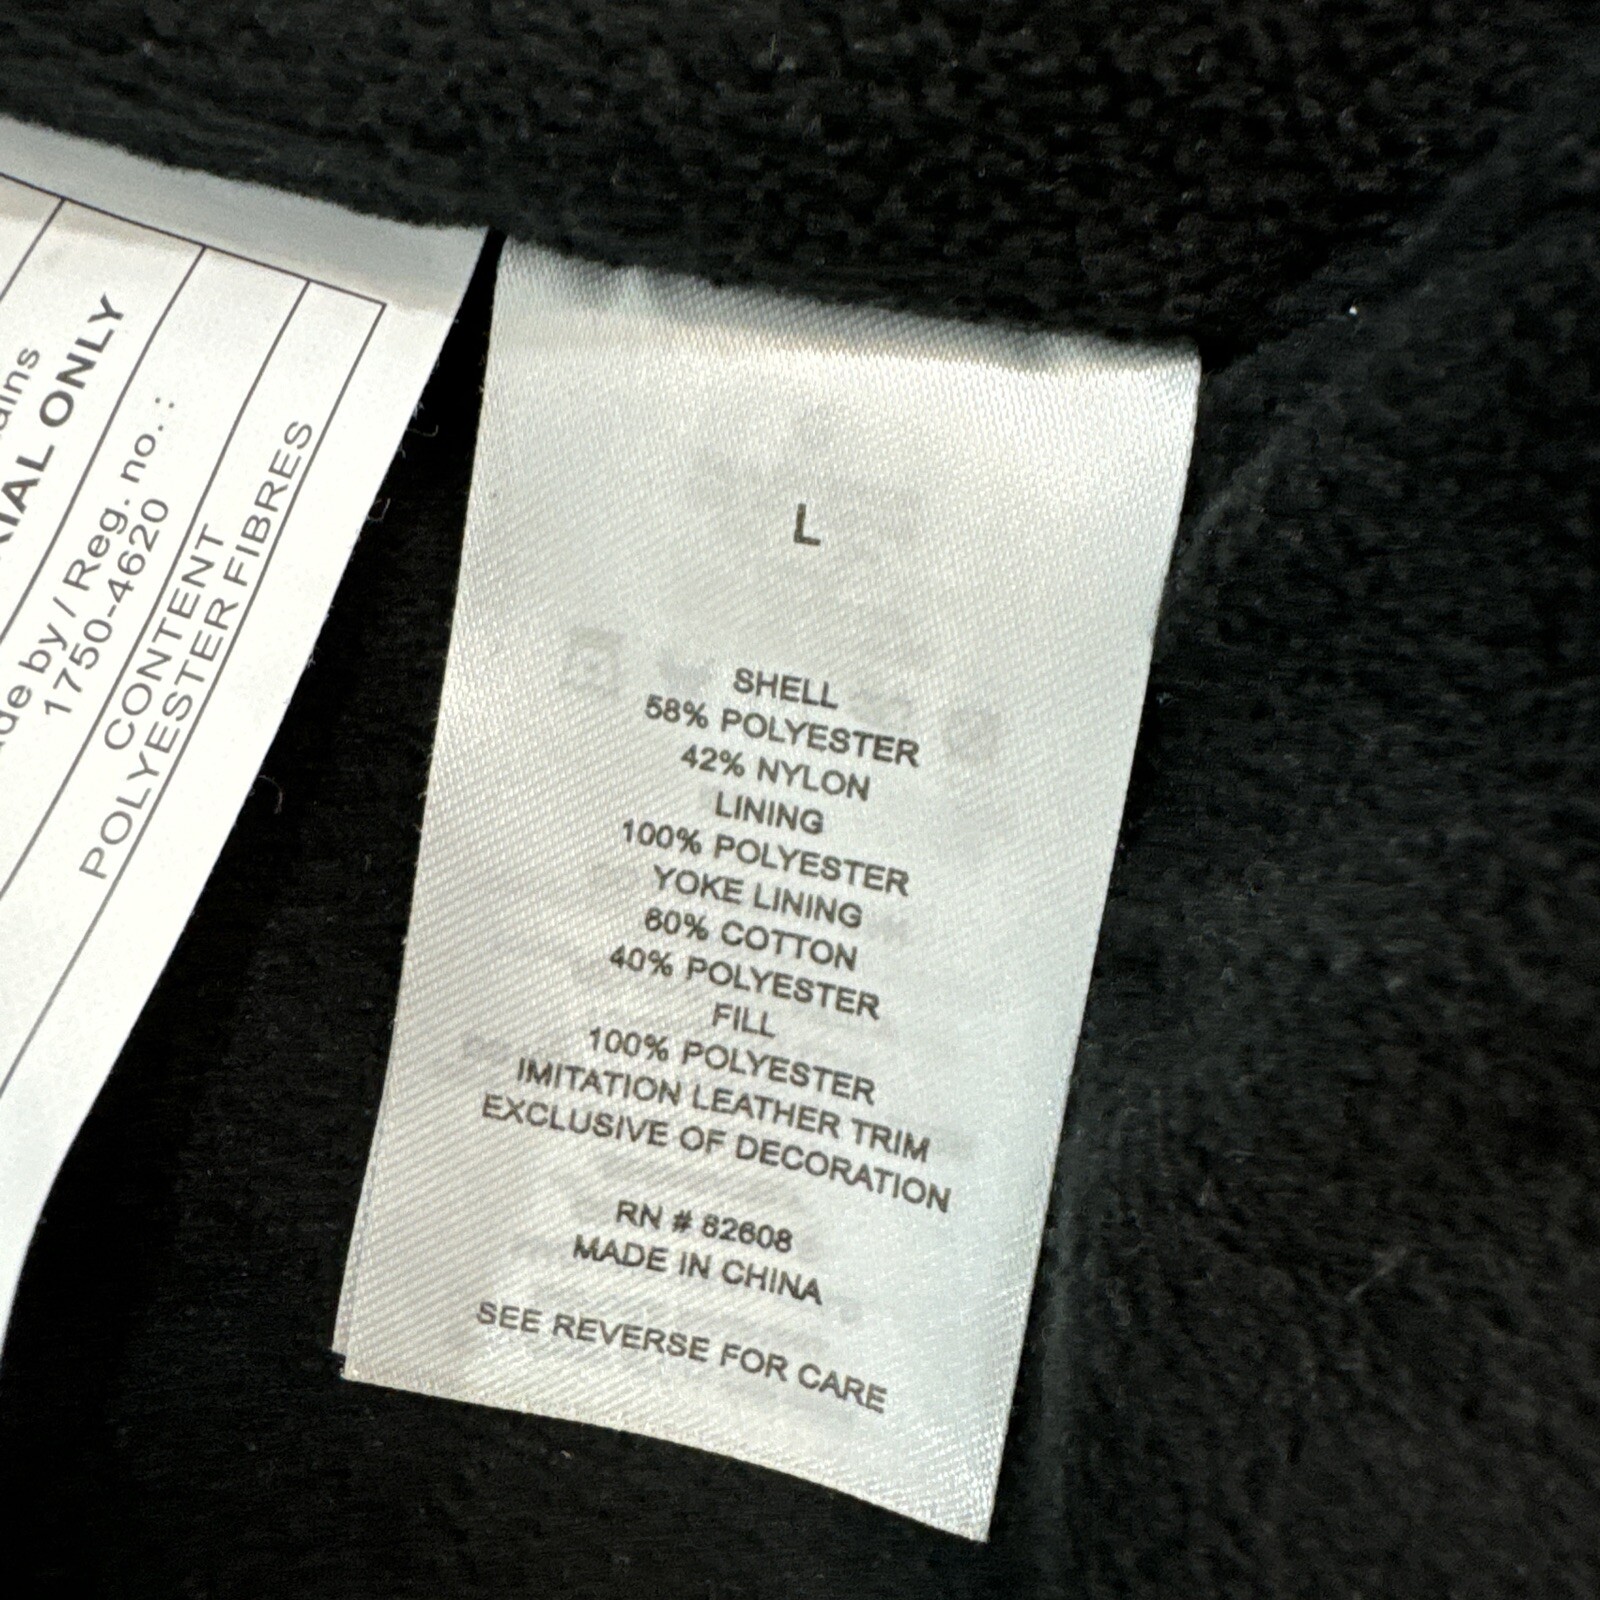 ains
IAL ONLY
de by / Reg. no. :
1750-4620
CONTENT
POLYESTER FIBRES
L
SHELL
58% POLYESTER
42% NYLON
LINING
100% POLYESTER
YOKE LINING
60% COTTON
40% POLYESTER
FILL
100% POLYESTER
IMITATION LEATHER TRIM
EXCLUSIVE OF DECORATION
RN # 82608
MADE IN CHINA
SEE REVERSE FOR CARE